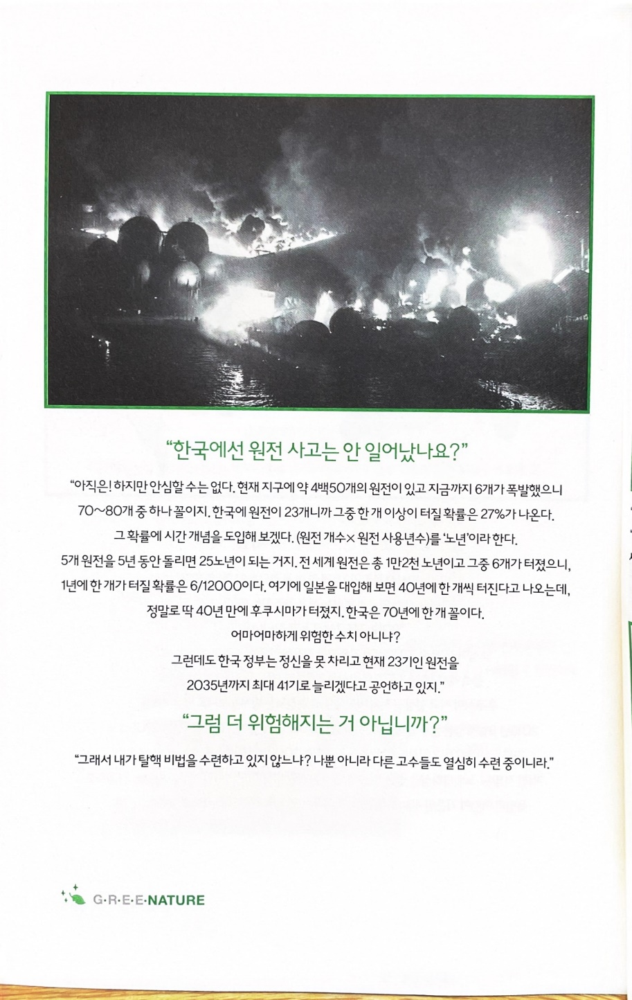 “한국에선 원전 사고는 안 일어났나요?”
“아직은! 하지만 안심할 수는 없다. 현재 지구에 약 4백50개의 원전이 있고 지금까지 6개가 폭발했으니
70~80개 중 하나 꼴이지. 한국에 원전이 23개니까 그중 한 개 이상이 터질 확률은 27%가 나온다.
그 확률에 시간 개념을 도입해 보겠다. (원전 개수×원전 사용년수)를 ‘노년’이라 한다.
5개 원전을 5년 동안 돌리면 25노년이 되는 거지. 전 세계 원전은 총 1만2천 노년이고 그중 6개가 터졌으니,
1년에 한 개가 터질 확률은 6/12000이다. 여기에 일본을 대입해 보면 40년에 한 개씩 터진다고 나오는데,
정말로 딱 40년 만에 후쿠시마가 터졌지. 한국은 70년에 한 개 꼴이다.
어마어마하게 위험한 수치 아니냐?
그런데도 한국 정부는 정신을 못 차리고 현재 23기인 원전을
2035년까지 최대 41기로 늘리겠다고 공언하고 있지.”
“그럼 더 위험해지는 거 아닙니까?”
“그래서 내가 탈핵 비법을 수련하고 있지 않느냐? 나뿐 아니라 다른 고수들도 열심히 수련 중이니라.”
G·R·E·E·NATURE